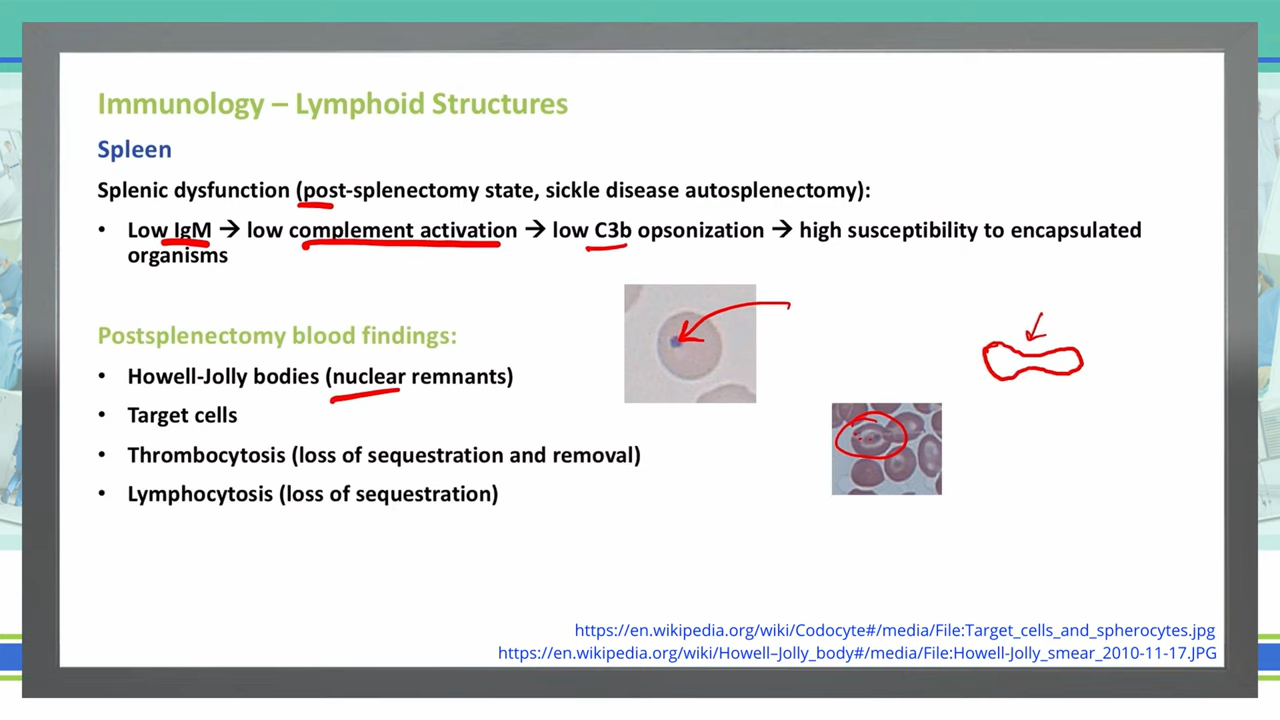 Immunology – Lymphoid Structures
Spleen
Splenic dysfunction (post-splenectomy state, sickle disease autosplenectomy):
• Low IgM → low complement activation → low C3b opsonization → high susceptibility to encapsulated
organisms
Postsplenectomy blood findings:
• Howell-Jolly bodies (nuclear remnants)
• Target cells
• Thrombocytosis (loss of sequestration and removal)
• Lymphocytosis (loss of sequestration)
https://en.wikipedia.org/wiki/Codocyte#/media/File:Target_cells_and_spherocytes.jpg
https://en.wikipedia.org/wiki/Howell–Jolly_body#/media/File:Howell-Jolly_smear_2010-11-17.JPG